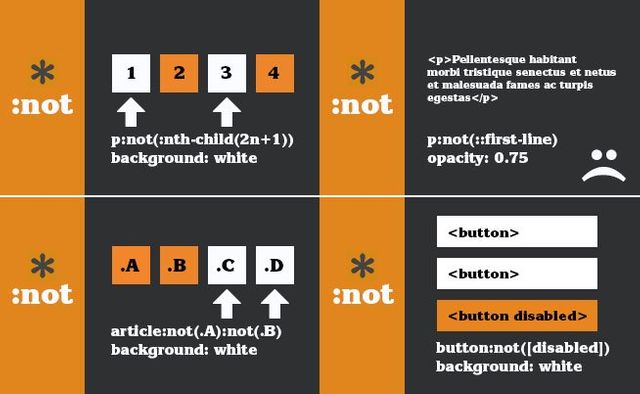 *
:not
1 2 3 4
p:not(:nth-child(2n+1))
background: white
*
:not
<p>Pellentesque habitant
morbi tristique senectus et netus
et malesuada fames ac turpis
egestas</p>
p:not(::first-line)
opacity: 0.75
*
:not
.A .B .C .D
article:not(.A):not(.B)
background: white
*
:not
<button>
<button>
<button disabled>
button:not([disabled])
background: white